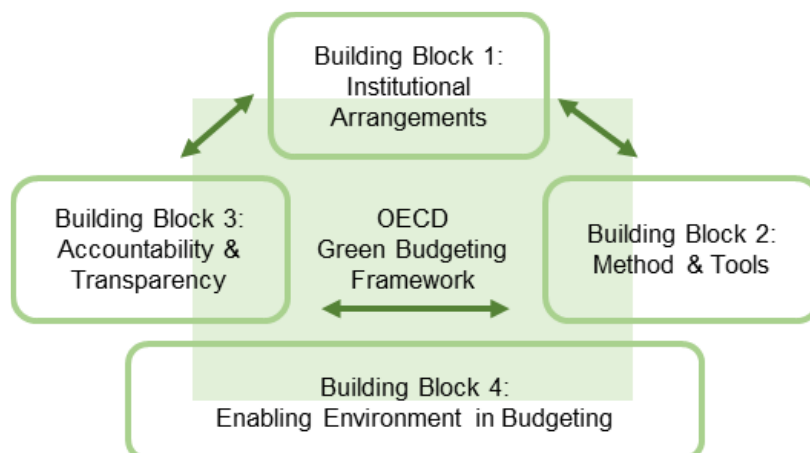 Building Block 1:
Institutional
Arrangements
Building Block 3:
Accountability &
Transparency
OECD
Green Budgeting
Framework
Building Block 2:
Method & Tools
Building Block 4:
Enabling Environment in Budgeting